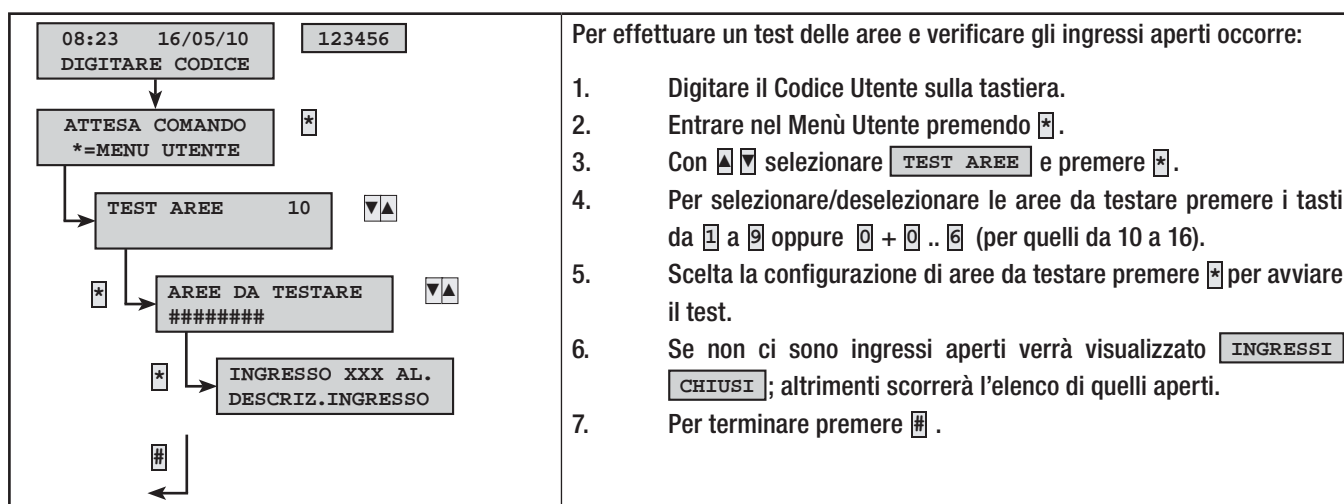 08:23 16/05/10
DIGITARE CODICE
123456
ATTESA COMANDO
*=MENU UTENTE
*
TEST AREE 10
▼▲
*
AREE DA TESTARE
########
▼▲
*
INGRESSO XXX AL.
DESCRIZ.INGRESSO
#
Per effettuare un test delle aree e verificare gli ingressi aperti occorre:
1. Digitare il Codice Utente sulla tastiera.
2. Entrare nel Menù Utente premendo *.
3. Con ▲ ▼ selezionare TEST AREE e premere *.
4. Per selezionare/deselezionare le aree da testare premere i tasti
da 1 a 9 oppure 0 + 0 .. 6 (per quelli da 10 a 16).
5. Scelta la configurazione di aree da testare premere * per avviare
il test.
6. Se non ci sono ingressi aperti verrà visualizzato INGRESSI
CHIUSI; altrimenti scorrerà l'elenco di quelli aperti.
7. Per terminare premere # .